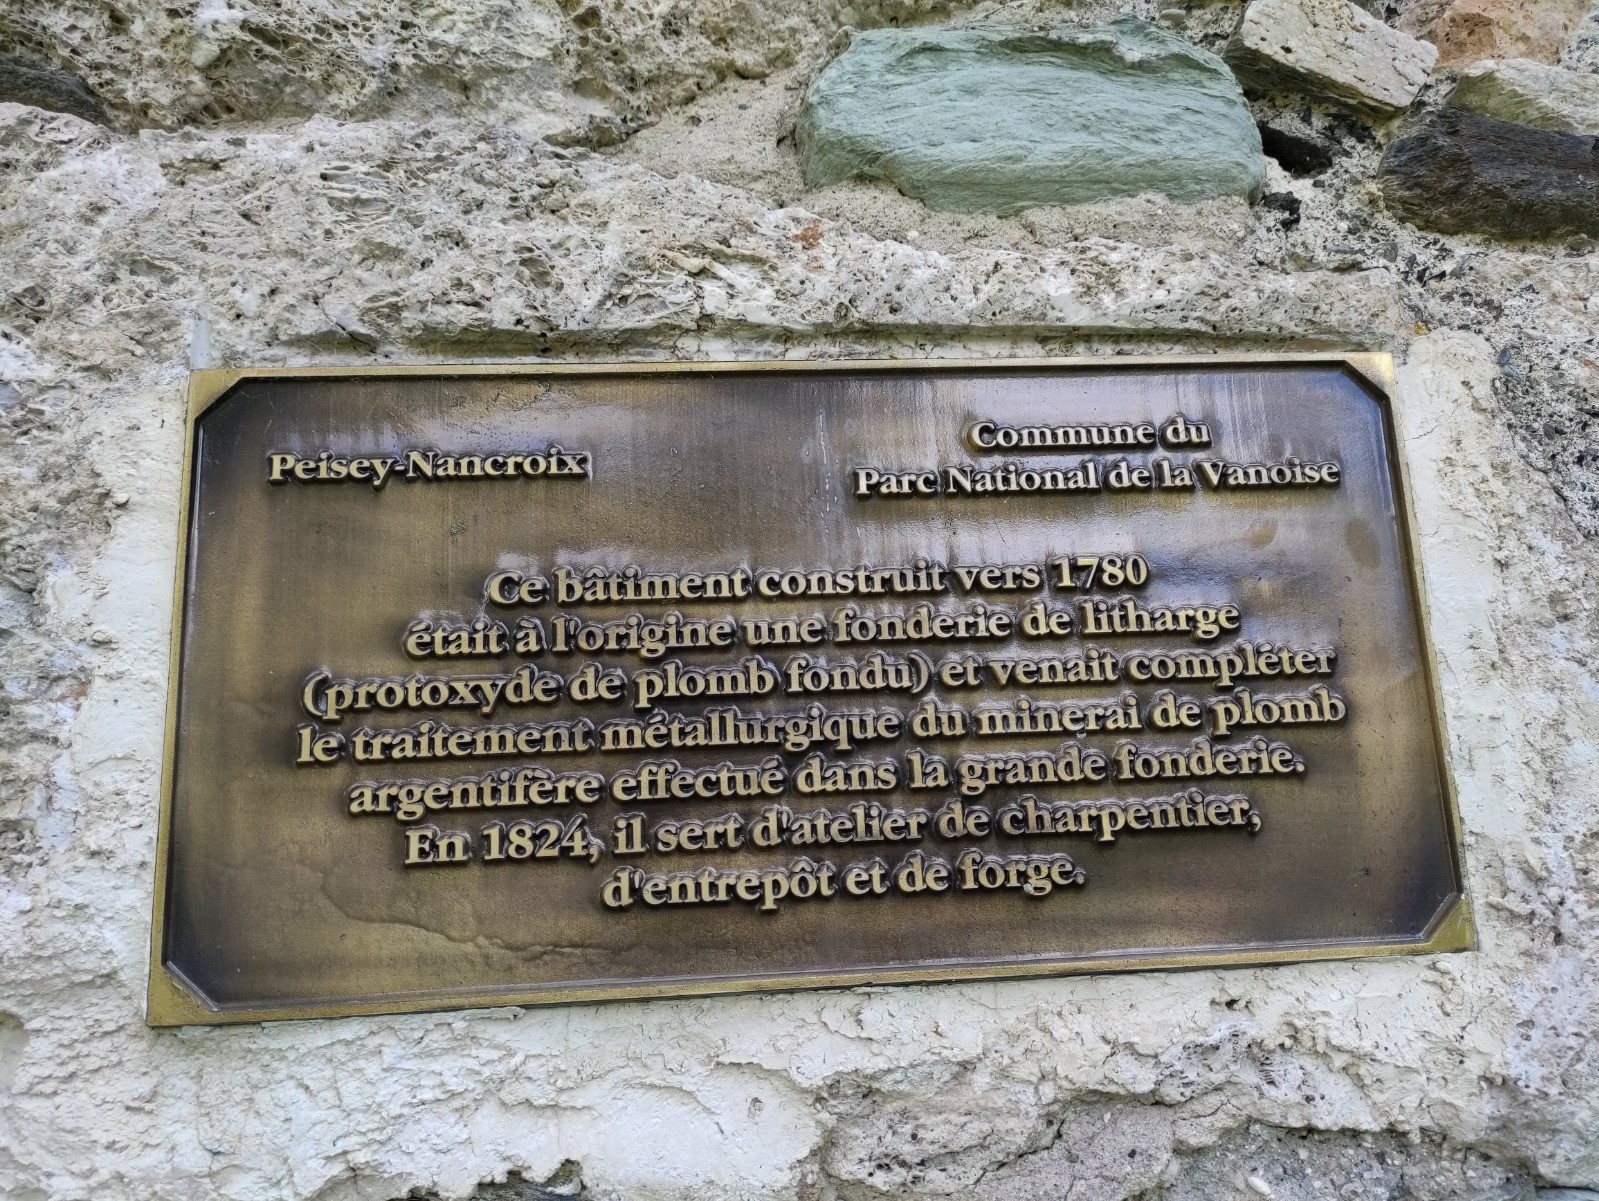 Peisey-Nancroix
Commune du
Parc National de la Vanoise
Ce bâtiment construit vers 1780
était à l'origine une fonderie de litharge
(protoxyde de plomb fondu) et venait compléter
le traitement métallurgique du minerai de plomb
argentifère effectué dans la grande fonderie.
En 1824, il sert d'atelier de charpentier,
d'entrepôt et de forge.